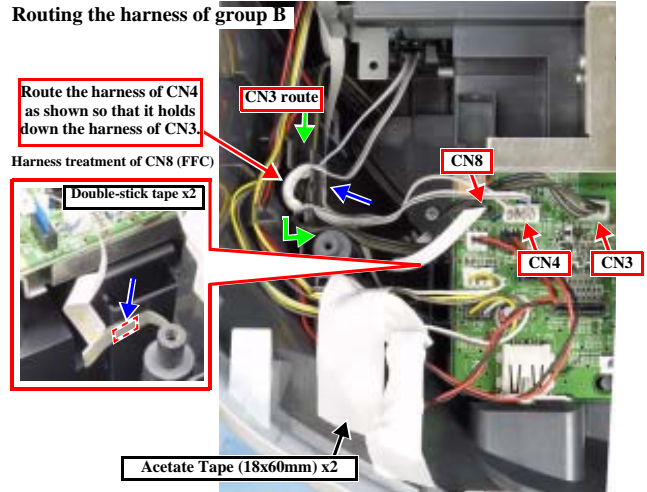 Routing the harness of group B
Route the harness of CN4
as shown so that it holds
down the harness of CN3.
CN3 route
Harness treatment of CN8 (FFC)
Double-stick tape x2
CN8
CN4
CN3
Acetate Tape (18x60mm) x2